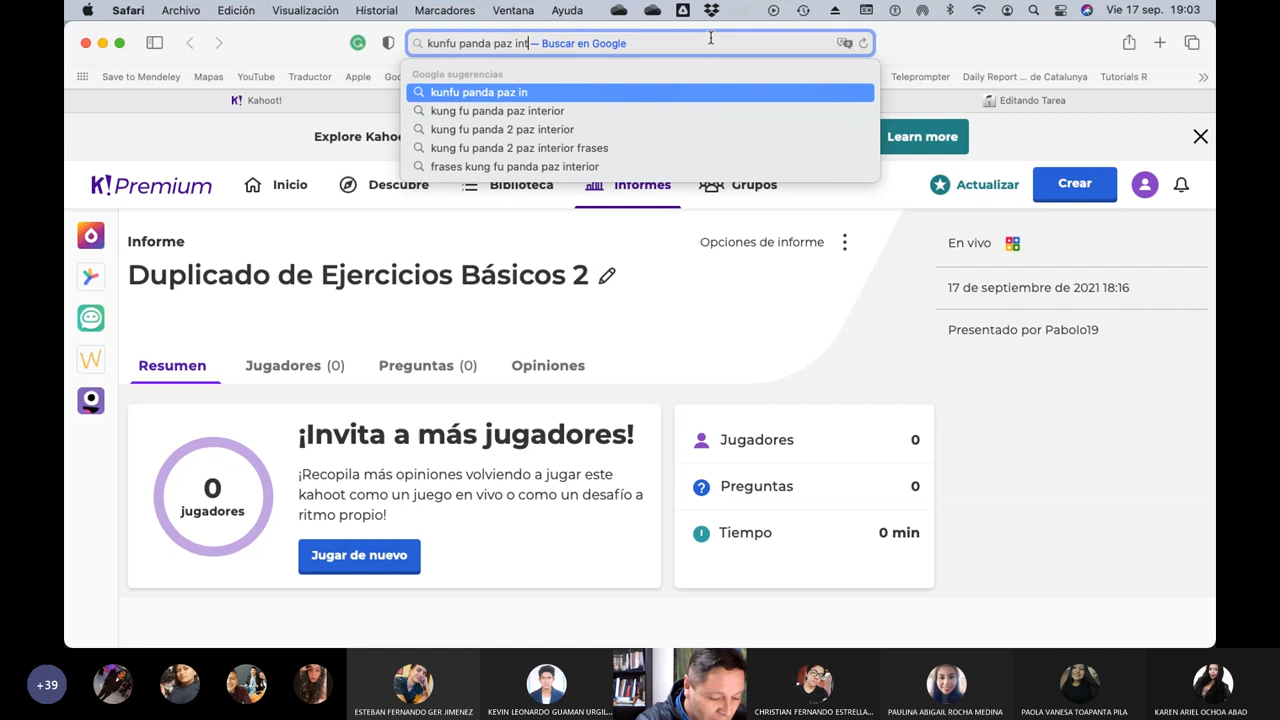 Safari Archivo Edición Visualización Historial Marcadores Ventana Ayuda Vie 17 sep. 19:03
kunfu panda paz int — Buscar en Google
Save to Mendeley Mapas YouTube Traductor Apple Goo Teleprompter Daily Report ... de Catalunya Tutorials R
Google sugerencias
kunfu panda paz in
kung fu panda paz interior
kung fu panda 2 paz interior
kung fu panda 2 paz interior frases
frases kung fu panda paz interior
K! Kahoot! Editando Tarea
Explore Kahoo Learn more
K! Premium Inicio Descubre Biblioteca Informes Grupos Actualizar Crear
Informe
Opciones de informe
Duplicado de Ejercicios Básicos 2
En vivo
17 de septiembre de 2021 18:16
Presentado por Pabolo19
Resumen Jugadores (0) Preguntas (0) Opiniones
0
jugadores
¡Invita a más jugadores!
¡Recopila más opiniones volviendo a jugar este
kahoot como un juego en vivo o como un desafío a
ritmo propio!
Jugar de nuevo
Jugadores 0
Preguntas 0
Tiempo 0 min
+39
ESTEBAN FERNANDO GER JIMENEZ
KEVIN LEONARDO GUAMAN URGIL...
CHRISTIAN FERNANDO ESTRELLA...
PAULINA ABIGAIL ROCHA MEDINA
PAOLA VANESA TOAPANTA PILA
KAREN ARIEL OCHOA ABAD